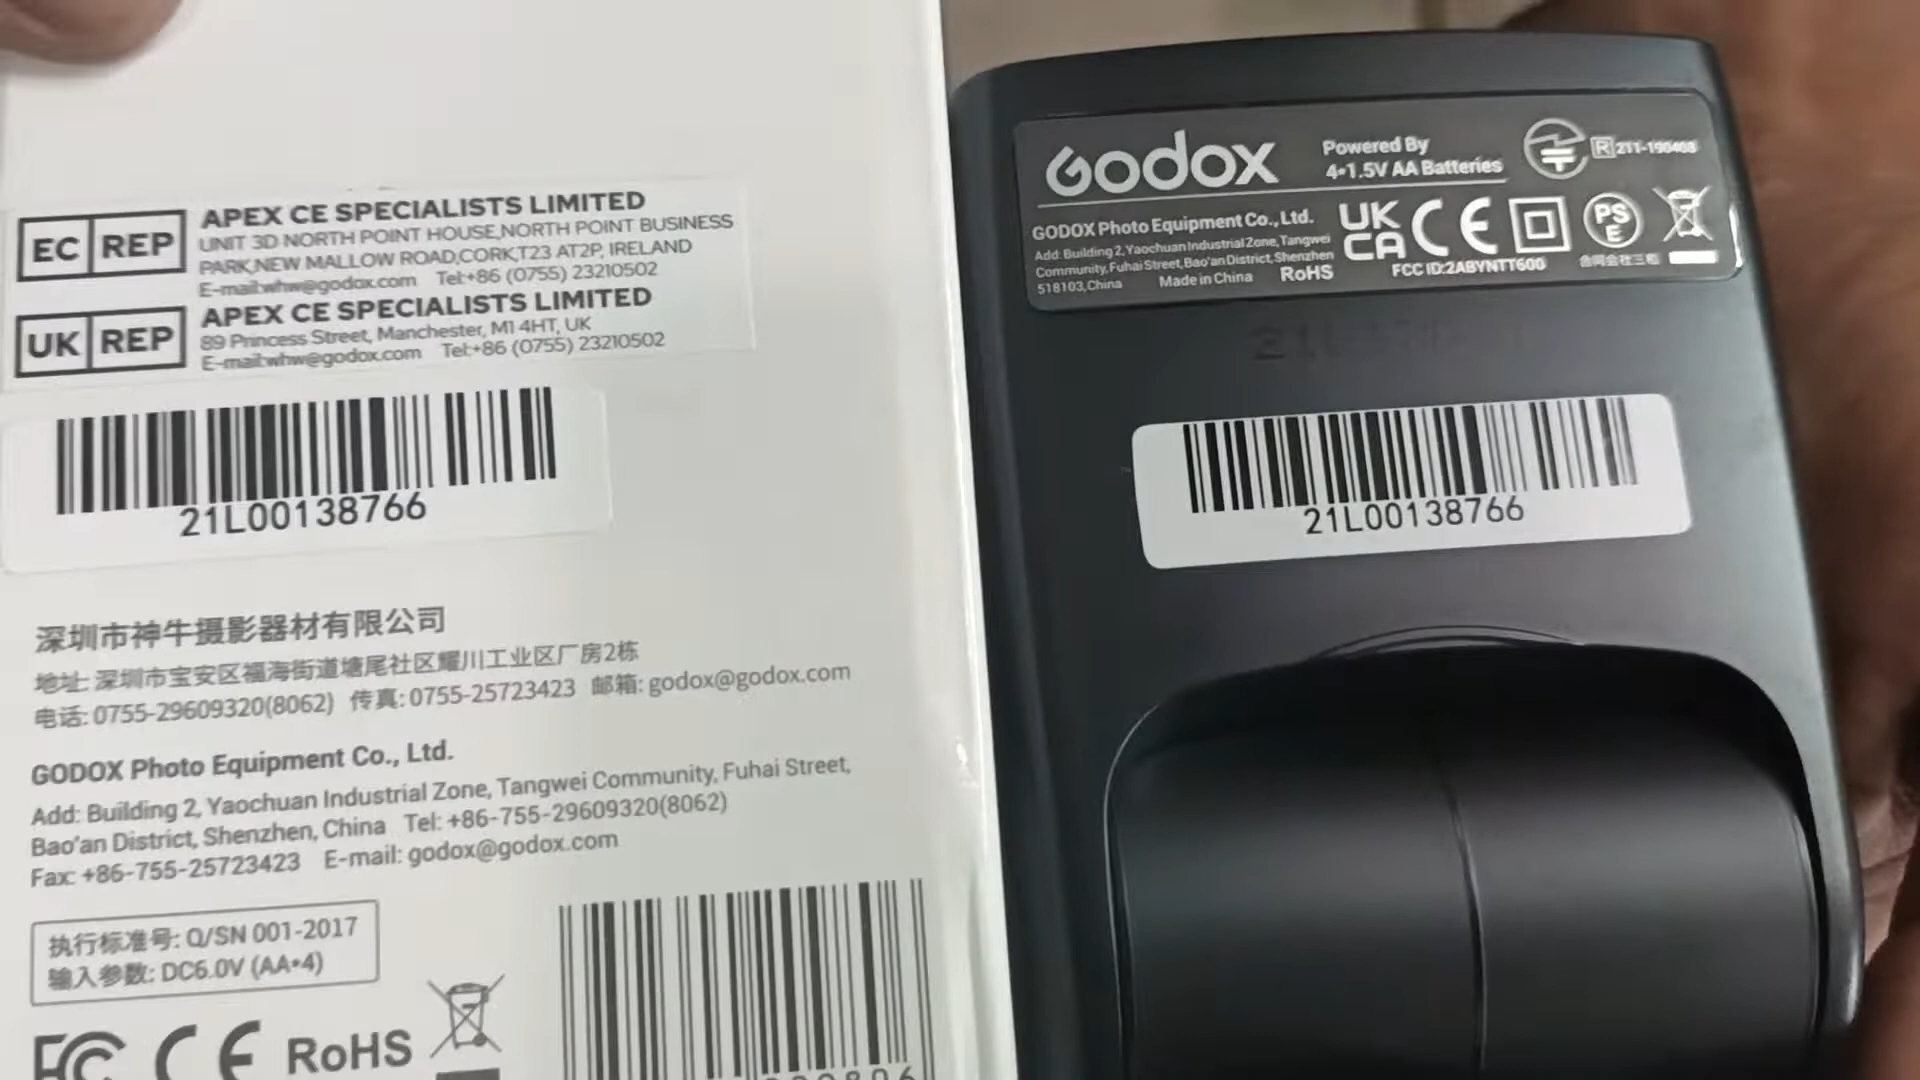 EC REP
APEX CE SPECIALISTS LIMITED
UNIT 3D NORTH POINT HOUSE,NORTH POINT BUSINESS
PARK,NEW MALLOW ROAD,CORK,T23 AT2P, IRELAND
E-mail:whw@godox.com Tel:+86 (0755) 23210502
UK REP
APEX CE SPECIALISTS LIMITED
89 Princess Street, Manchester, M1 4HT, UK
E-mail:whw@godox.com Tel:+86 (0755) 23210502
21L00138766
深圳市神牛摄影器材有限公司
地址: 深圳市宝安区福海街道塘尾社区耀川工业区厂房2栋
电话: 0755-29609320(8062) 传真: 0755-25723423 邮箱: godox@godox.com
GODOX Photo Equipment Co., Ltd.
Add: Building 2, Yaochuan Industrial Zone, Tangwei Community, Fuhai Street,
Bao'an District, Shenzhen, China Tel: +86-755-29609320(8062)
Fax: +86-755-25723423 E-mail: godox@godox.com
执行标准号: Q/SN 001-2017
输入参数: DC6.0V (AA*4)
FC CE RoHS
Godox
Powered By
4*1.5V AA Batteries
R 211-190408
GODOX Photo Equipment Co., Ltd.
Add: Building 2, Yaochuan Industrial Zone, Tangwei
Community, Fuhai Street, Bao'an District, Shenzhen
518103, China Made in China RoHS
UK
CA CE
PS
E
FCC ID:2ABYNTT600
21L00138766